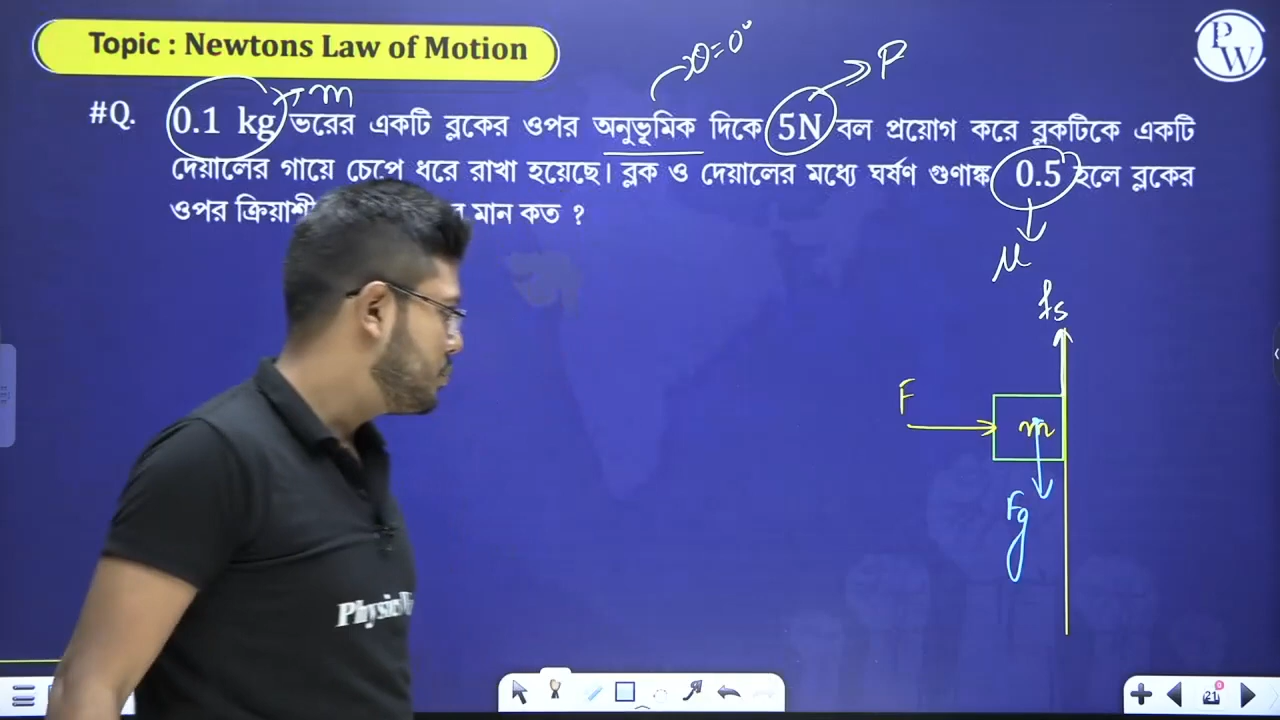 Topic : Newtons Law of Motion
θ=0°
P
PW
m
#Q. 0.1 kg ভরের একটি ব্লকের ওপর অনুভূমিক দিকে 5N বল প্রয়োগ করে ব্লকটিকে একটি
দেয়ালের গায়ে চেপে ধরে রাখা হয়েছে। ব্লক ও দেয়ালের মধ্যে ঘর্ষণ গুণাঙ্ক 0.5 হলে ব্লকের
ওপর মান কত ?
μ
fs
F
m
Fg
21